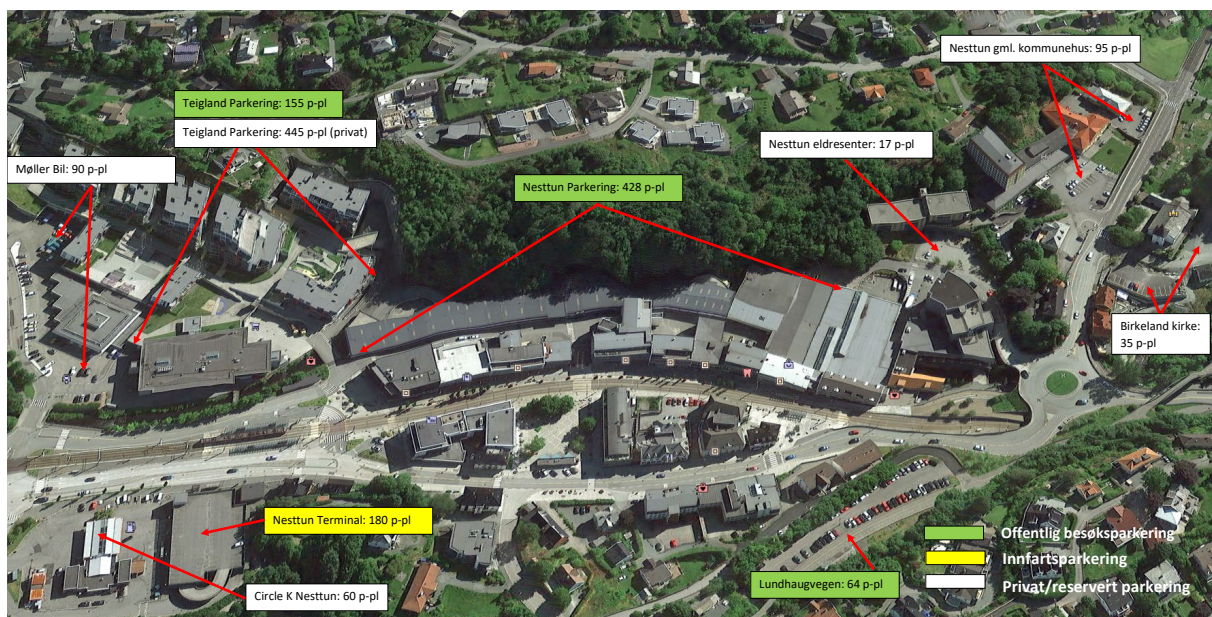 Nesttun gml. kommunehus: 95 p-pl
Teigland Parkering: 155 p-pl
Teigland Parkering: 445 p-pl (privat)
Nesttun eldresenter: 17 p-pl
Møller Bil: 90 p-pl
Nesttun Parkering: 428 p-pl
Birkeland kirke:
35 p-pl
Nesttun Terminal: 180 p-pl
Offentlig besøksparkering
Innfartsparkering
Lundhaugvegen: 64 p-pl
Privat/reservert parkering
Circle K Nesttun: 60 p-pl